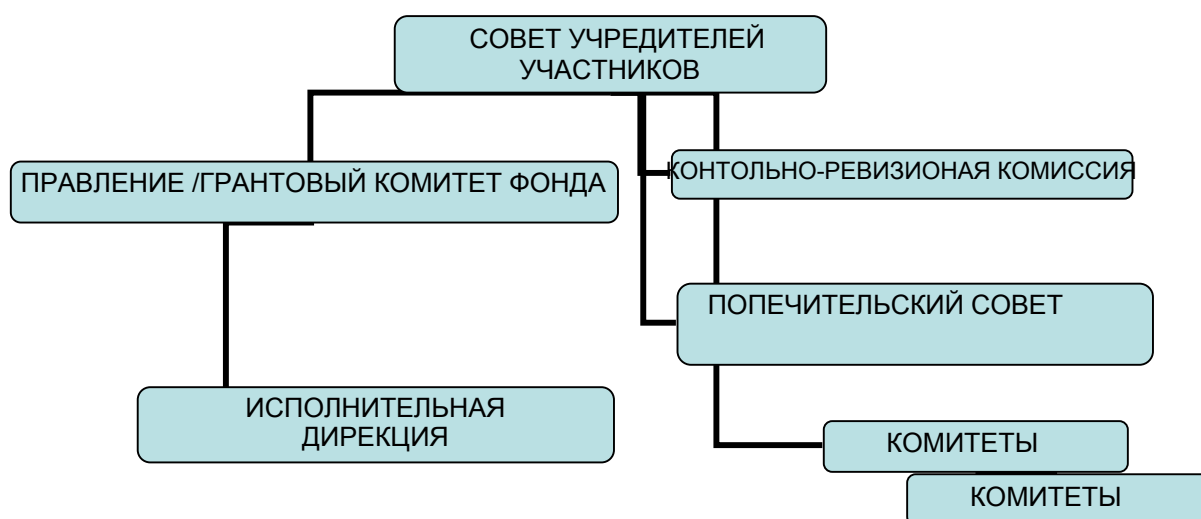 СОВЕТ УЧРЕДИТЕЛЕЙ
УЧАСТНИКОВ
ПРАВЛЕНИЕ /ГРАНТОВЫЙ КОМИТЕТ ФОНДА
КОНТОЛЬНО-РЕВИЗИОНАЯ КОМИССИЯ
ПОПЕЧИТЕЛЬСКИЙ СОВЕТ
ИСПОЛНИТЕЛЬНАЯ
ДИРЕКЦИЯ
КОМИТЕТЫ
КОМИТЕТЫ